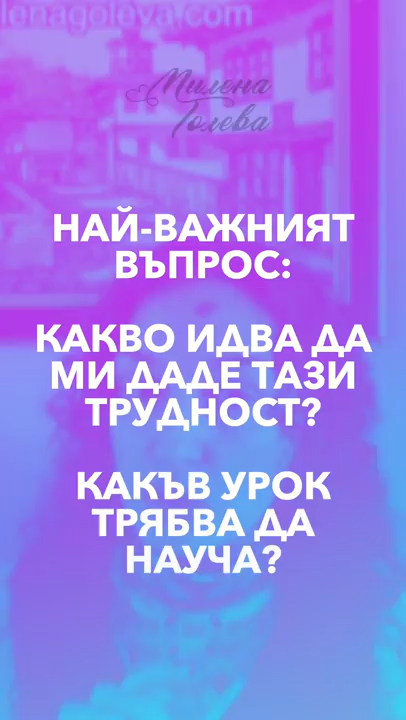 lenagoleva.com
Милена
Голева
НАЙ-ВАЖНИЯТ
ВЪПРОС:
КАКВО ИДВА ДА
МИ ДАДЕ ТАЗИ
ТРУДНОСТ?
КАКЪВ УРОК
ТРЯБВА ДА
НАУЧА?